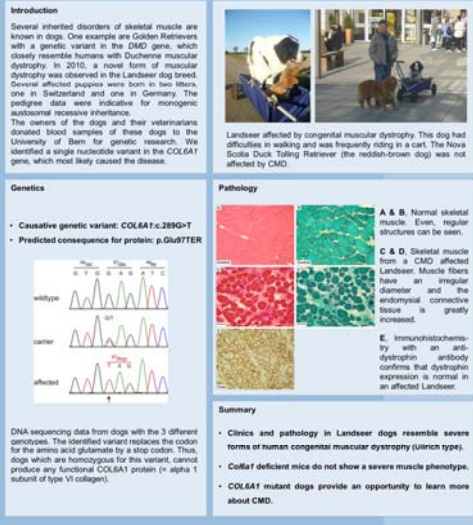 Introduction
Several inherited disorders of skeletal muscle are
known in dogs. One example are Golden Retrievers
with a genetic variant in the DMD gene, which
closely resemble humans with Duchenne muscular
dystrophy. In 2010, a novel form of muscular
dystrophy was observed in the Landseer dog breed.
Several affected puppies were born in two litters,
one in Switzerland and one in Germany. The
pedigree data were indicative for monogenic
autosomal recessive inheritance.
The owners of the dogs and their veterinarians
donated blood samples of these dogs to the
University of Bern for genetic research. We
identified a single nucleotide variant in the COL6A1
gene, which most likely caused the disease.
Landseer affected by congenital muscular dystrophy. This dog had
difficulties in walking and was frequently riding in a cart. The Nova
Scotia Duck Tolling Retriever (the reddish-brown dog) was not
affected by CMD.
Genetics
• Causative genetic variant: COL6A1:c.289G>T
• Predicted consequence for protein: p.Glu97TER
G T G G A G A T C
wildtype
G/T
carrier
T A G
affected
DNA sequencing data from dogs with the 3 different
genotypes. The identified variant replaces the codon
for the amino acid glutamate by a stop codon. Thus,
dogs which are homozygous for this variant, cannot
produce any functional COL6A1 protein (= alpha 1
subunit of type VI collagen).
Pathology
A & B, Normal skeletal
muscle. Even, regular
structures can be seen.
C & D, Skeletal muscle
from a CMD affected
Landseer. Muscle fibers
have an irregular
diameter and the
endomysial connective
tissue is greatly
increased.
E, Immunohistochemis-
try with an anti-
dystrophin antibody
confirms that dystrophin
expression is normal in
an affected Landseer.
Summary
• Clinics and pathology in Landseer dogs resemble severe
forms of human congenital muscular dystrophy (Ullrich type).
• Col6a1 deficient mice do not show a severe muscle phenotype.
• COL6A1 mutant dogs provide an opportunity to learn more
about CMD.